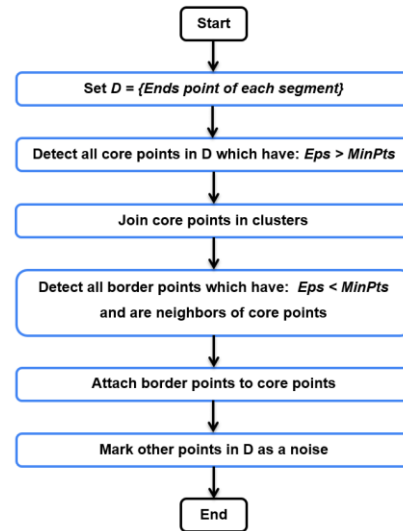 Start
Set D = {Ends point of each segment}
Detect all core points in D which have: Eps > MinPts
Join core points in clusters
Detect all border points which have: Eps < MinPts
and are neighbors of core points
Attach border points to core points
Mark other points in D as a noise
End